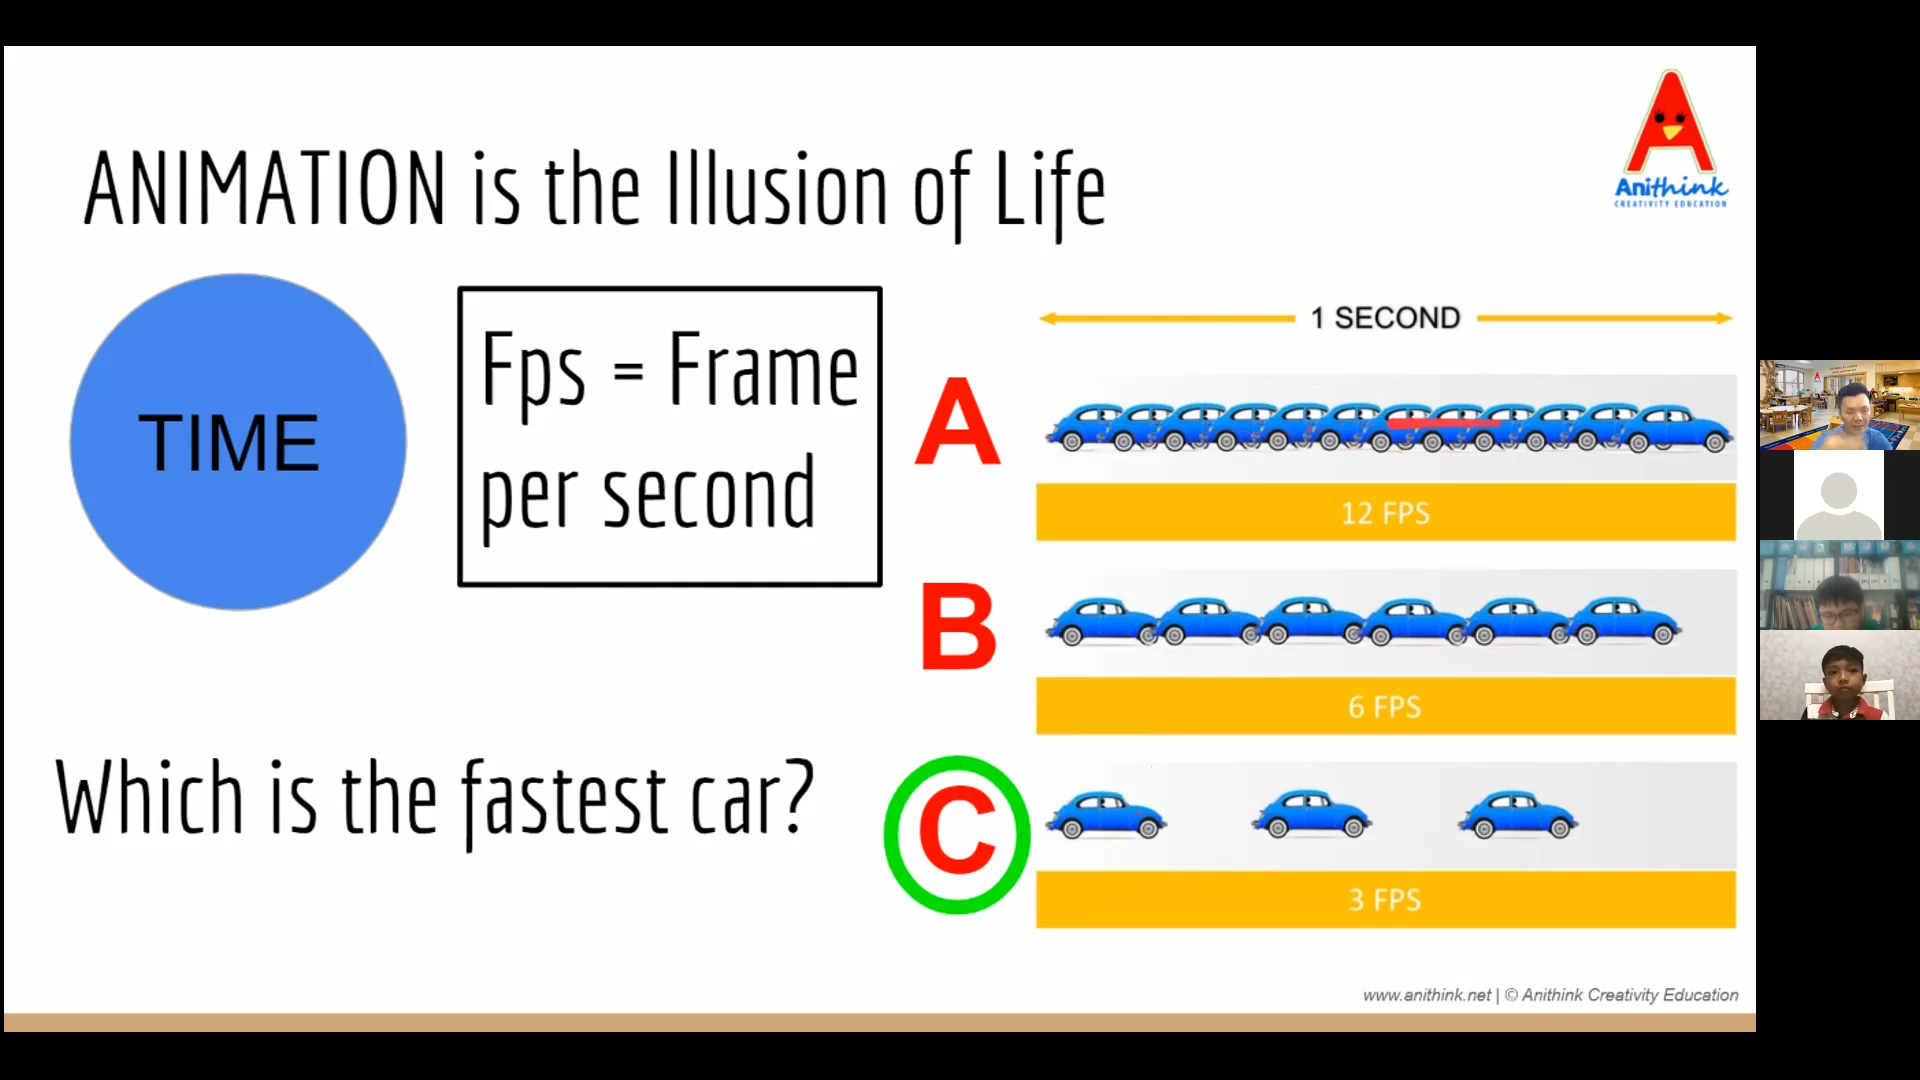 ANIMATION is the Illusion of Life
A
Anithink
CREATIVITY EDUCATION
TIME
Fps = Frame
per second
1 SECOND
A
12 FPS
B
6 FPS
Which is the fastest car?
C
3 FPS
www.anithink.net | © Anithink Creativity Education